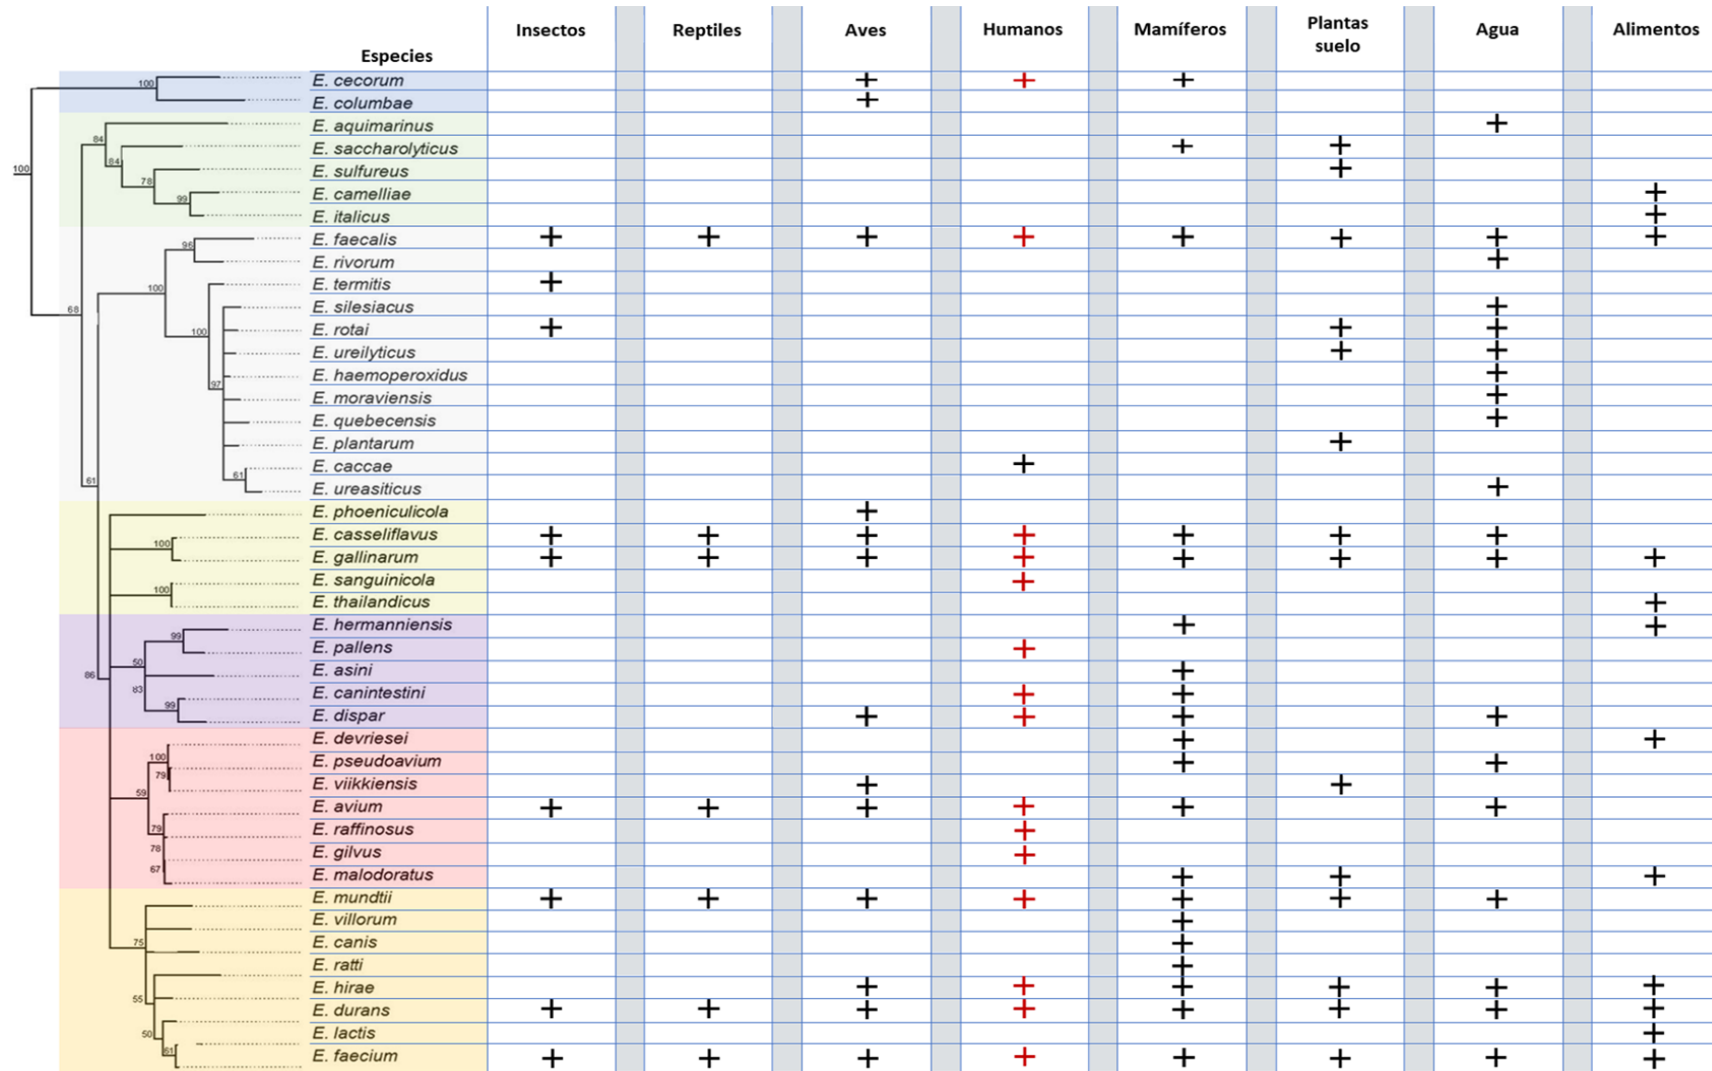 Insectos Reptiles Aves Humanos Mamíferos Plantas suelo Agua Alimentos
Especies
100 E. cecorum + + +
E. columbae +
E. aquimarinus +
84 E. saccharolyticus + +
84 E. sulfureus +
100
78 E. camelliae +
99 E. italicus +
96 E. faecalis + + + + + + + +
E. rivorum +
100 E. termitis +
68 E. silesiacus +
100 E. rotai + + +
E. ureilyticus + +
97 E. haemoperoxidus +
E. moraviensis +
E. quebecensis +
E. plantarum +
E. caccae +
61 61 E. ureasiticus +
E. phoeniculicola +
100 E. casseliflavus + + + + + + +
E. gallinarum + + + + + + + +
100 E. sanguinicola +
E. thailandicus +
99 E. hermanniensis + +
50 E. pallens +
86 E. asini +
83 E. canintestini + +
99 E. dispar + + + +
E. devriesei + +
100 E. pseudoavium + +
79 E. viikkiensis + +
59 E. avium + + + + + +
79 E. raffinosus +
78 E. gilvus +
67 E. malodoratus + + +
E. mundtii + + + + + + +
E. villorum +
75 E. canis +
E. ratti +
55 E. hirae + + + + + +
E. durans + + + + + + + +
50 E. lactis +
61 E. faecium + + + + + + + +